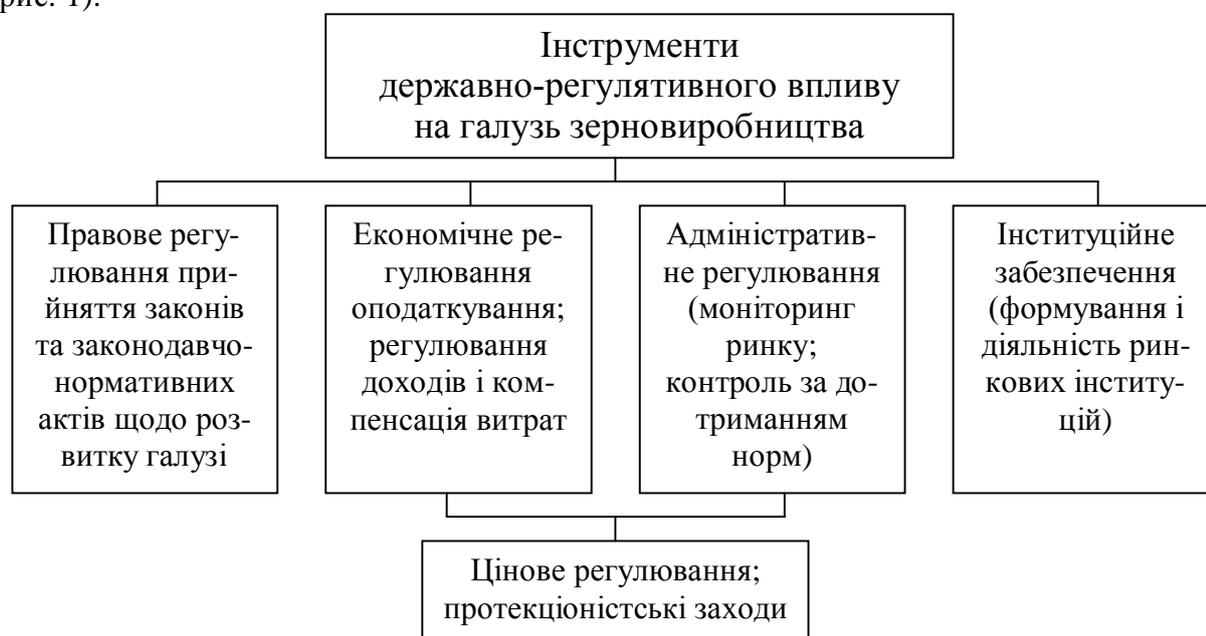 рис. 1).
Інструменти
державно-регулятивного впливу
на галузь зерновиробництва
Правове регу-
лювання при-
йняття законів
та законодавчо-
нормативних
актів щодо роз-
витку галузі
Економічне ре-
гулювання
оподаткування;
регулювання
доходів і ком-
пенсація витрат
Адміністратив-
не регулювання
(моніторинг
ринку;
контроль за до-
триманням
норм)
Інституційне
забезпечення
(формування і
діяльність рин-
кових інститу-
цій)
Цінове регулювання;
протекціоністські заходи